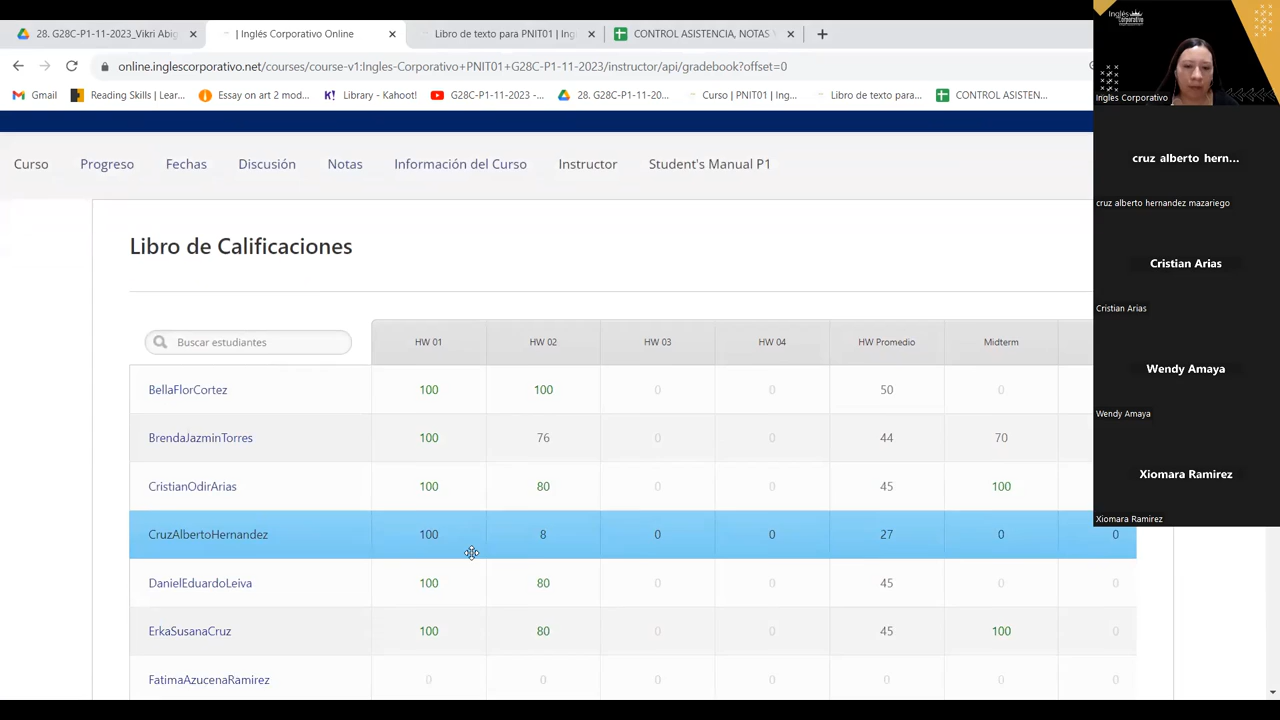 28. G28C-P1-11-2023_Vikri Abig
| Inglés Corporativo Online
Libro de texto para PNIT01 | Ing
CONTROL ASISTENCIA, NOTAS
online.inglescorporativo.net/courses/course-v1:Ingles-Corporativo+PNIT01+G28C-P1-11-2023/instructor/api/gradebook?offset=0
Gmail
Reading Skills | Lear...
Essay on art 2 mod...
Library - Kahoo...
G28C-P1-11-2023 -...
28. G28C-P1-11-20...
Curso | PNIT01 | Ing...
Libro de texto para...
CONTROL ASISTEN...
Curso
Progreso
Fechas
Discusión
Notas
Información del Curso
Instructor
Student's Manual P1
Libro de Calificaciones
Buscar estudiantes
HW 01
HW 02
HW 03
HW 04
HW Promedio
Midterm
BellaFlorCortez 100 100 0 0 50 0
BrendaJazminTorres 100 76 0 0 44 70
CristianOdirArias 100 80 0 0 45 100
CruzAlbertoHernandez 100 8 0 0 27 0 0
DanielEduardoLeiva 100 80 0 0 45 0 0
ErkaSusanaCruz 100 80 0 0 45 100 0
FatimaAzucenaRamirez 0 0 0 0 0 0 0
Inglés
Corporativo
Ingles Corporativo
cruz alberto hern...
cruz alberto hernandez mazariego
Cristian Arias
Cristian Arias
Wendy Amaya
Wendy Amaya
Xiomara Ramirez
Xiomara Ramirez